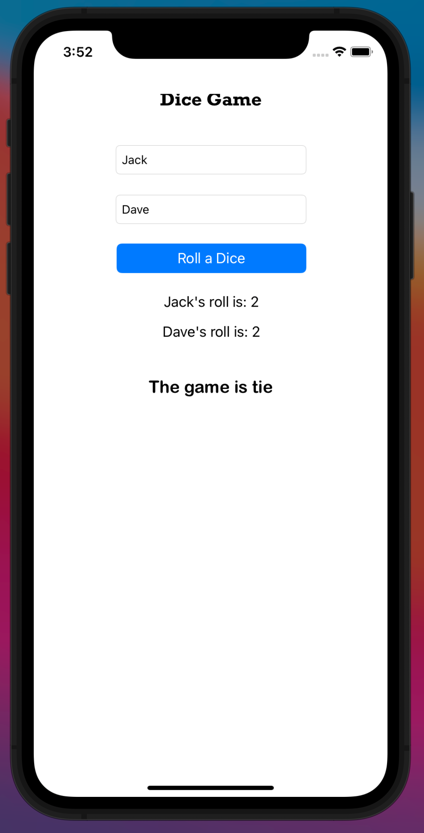 3:52
Dice Game
Jack
Dave
Roll a Dice
Jack's roll is: 2
Dave's roll is: 2
The game is tie